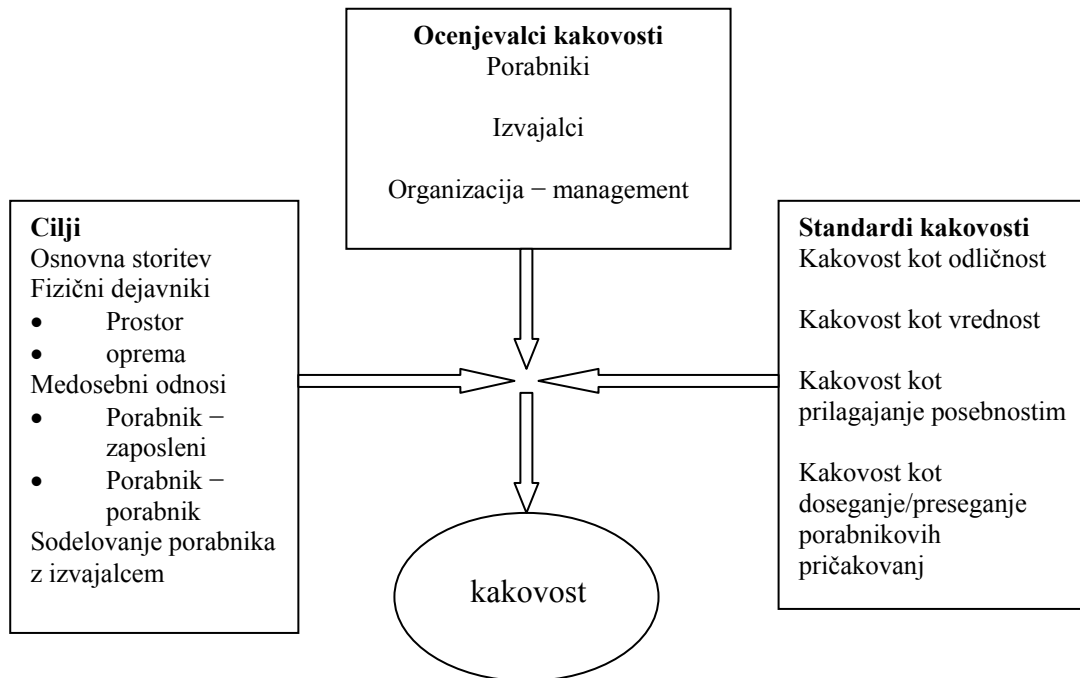 Ocenjevalci kakovosti
Porabniki
Izvajalci
Organizacija − management
Cilji
Osnovna storitev
Fizični dejavniki
• Prostor
• oprema
Medosebni odnosi
• Porabnik −
zaposleni
• Porabnik –
porabnik
Sodelovanje porabnika
z izvajalcem
Standardi kakovosti
Kakovost kot odličnost
Kakovost kot vrednost
Kakovost kot
prilagajanje posebnostim
Kakovost kot
doseganje/preseganje
porabnikovih
pričakovanj
kakovost